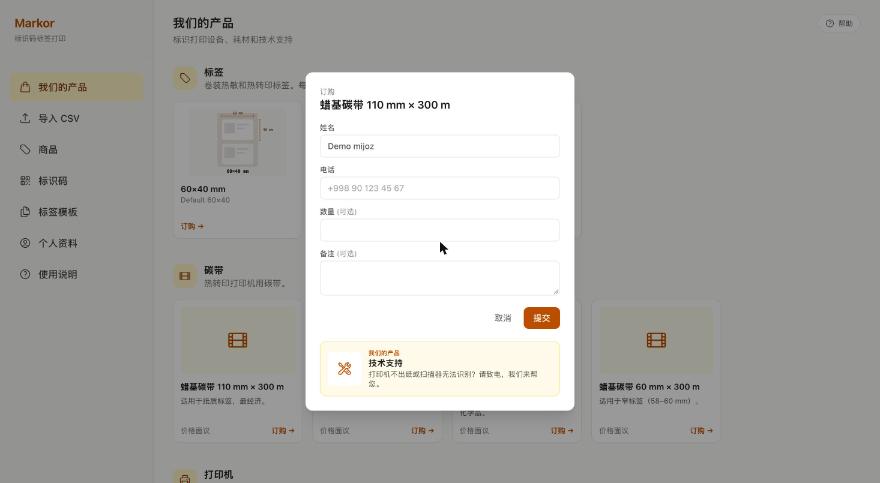 Markor
标识码标签打印
我们的产品
导入 CSV
商品
标识码
标签模板
个人资料
使用说明
我们的产品
标识打印设备、耗材和技术支持
帮助
标签
卷装热敏和热转印标签。每
60×40 mm
Default 60×40
订购 →
碳带
热转印打印机用碳带。
蜡基碳带 110 mm × 300 m
适用于纸质标签，最经济。
价格面议
订购 →
价格面议
订购 →
化学品。
价格面议
订购 →
蜡基碳带 60 mm × 300 m
适用于窄标签（58–60 mm）。
价格面议
订购 →
打印机
订购
蜡基碳带 110 mm × 300 m
姓名
Demo mijoz
电话
+998 90 123 45 67
数量 (可选)
备注 (可选)
取消
提交
我们的产品
技术支持
打印机不出纸或扫描器无法识别？请致电，我们来帮
您。